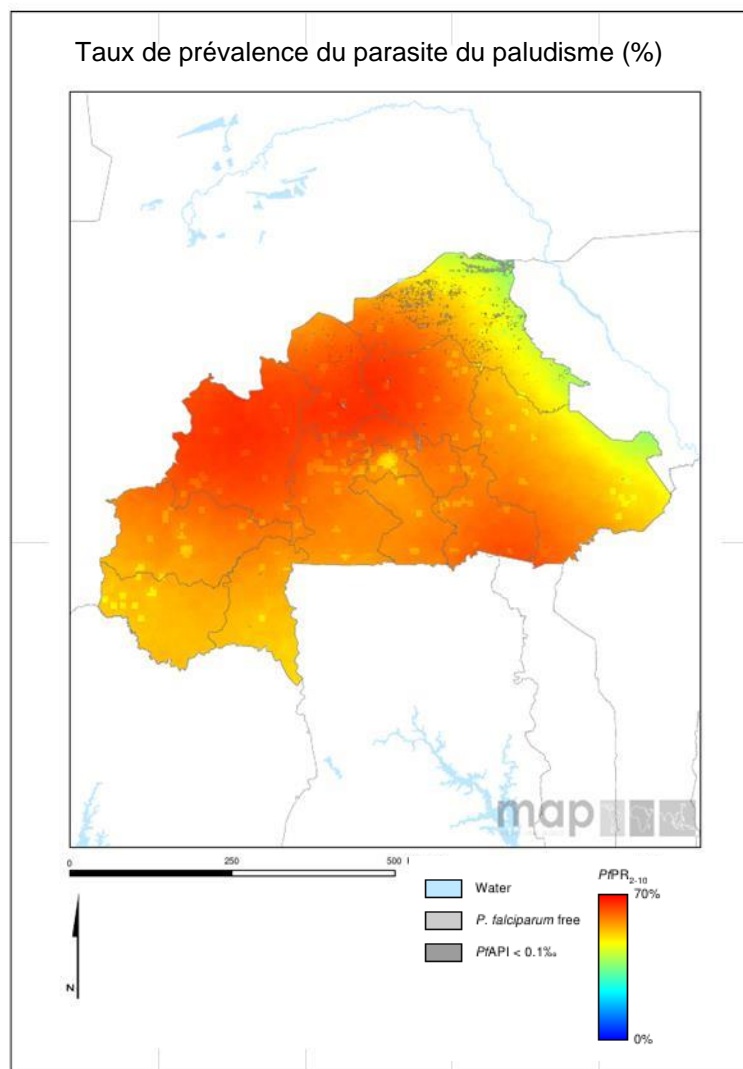 Taux de prévalence du parasite du paludisme (%)
map
0 250 500
Water
P. falciparum free
PfAPI < 0.1‰
PfPR2-10
70%
0%
N